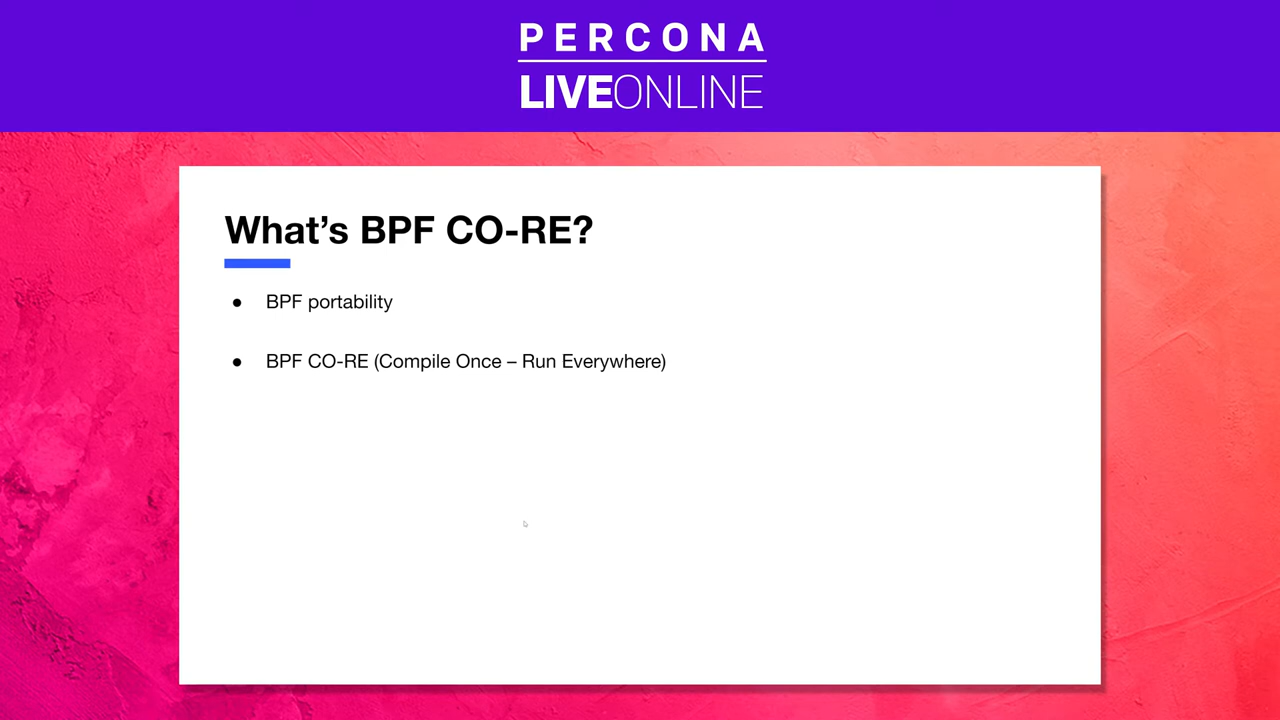 PERCONA
LIVEONLINE
What’s BPF CO-RE?
● BPF portability
● BPF CO-RE (Compile Once – Run Everywhere)